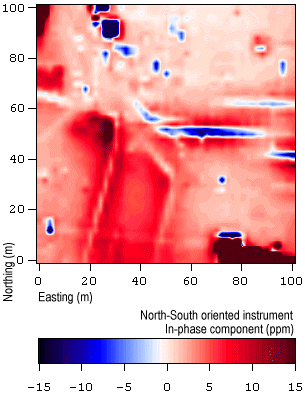 100
80
60
40
20
0
Northing (m)
0 20 40 60 80 100
Easting (m)
North-South oriented instrument
In-phase component (ppm)
−15 −10 −5 0 5 10 15